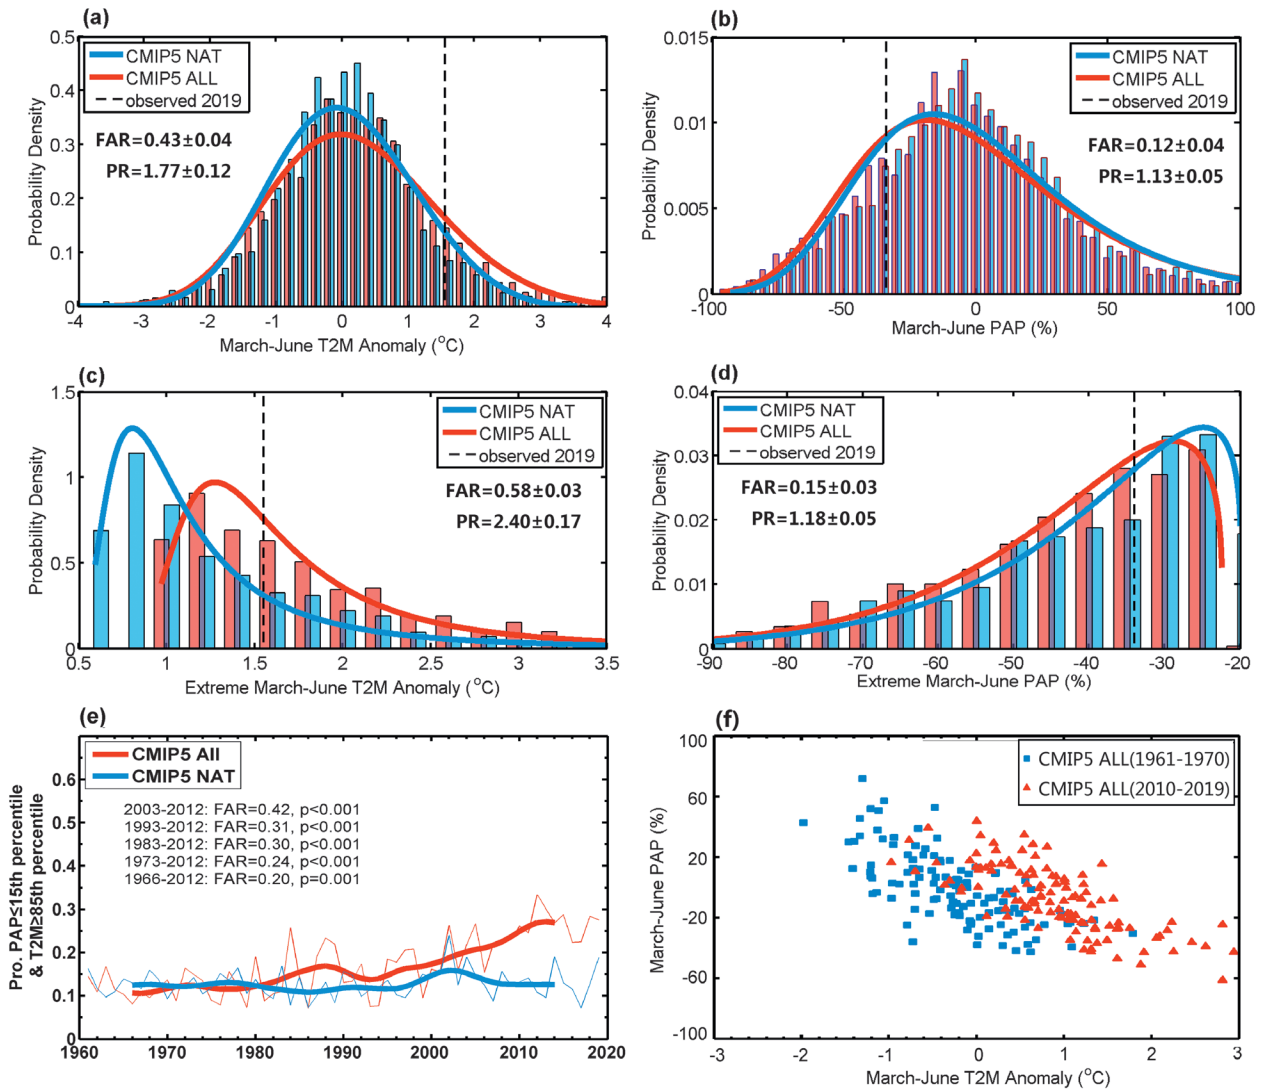 (a)
0.5
0.4
0.3
0.2
0.1
0
Probability Density
CMIP5 NAT
CMIP5 ALL
observed 2019
FAR=0.43±0.04
PR=1.77±0.12
-4 -3 -2 -1 0 1 2 3 4
March-June T2M Anomaly (°C)
(b)
0.015
0.01
0.005
0
Probability Density
CMIP5 NAT
CMIP5 ALL
observed 2019
FAR=0.12±0.04
PR=1.13±0.05
-100 -50 0 50 100
March-June PAP (%)
(c)
1.5
1
0.5
0
Probability Density
CMIP5 NAT
CMIP5 ALL
observed 2019
FAR=0.58±0.03
PR=2.40±0.17
0.5 1 1.5 2 2.5 3 3.5
Extreme March-June T2M Anomaly (°C)
(d)
0.04
0.03
0.02
0.01
0
Probability Density
CMIP5 NAT
CMIP5 ALL
observed 2019
FAR=0.15±0.03
PR=1.18±0.05
-90 -80 -70 -60 -50 -40 -30 -20
Extreme March-June PAP (%)
(e)
0.6
0.5
0.4
0.3
0.2
0.1
0
Pro. PAP≤15th percentile
& T2M≥85th percentile
CMIP5 All
CMIP5 NAT
2003-2012: FAR=0.42, p<0.001
1993-2012: FAR=0.31, p<0.001
1983-2012: FAR=0.30, p<0.001
1973-2012: FAR=0.24, p<0.001
1966-2012: FAR=0.20, p=0.001
1960 1970 1980 1990 2000 2010 2020
(f)
100
60
20
-20
-60
-100
March-June PAP (%)
CMIP5 ALL(1961-1970)
CMIP5 ALL(2010-2019)
-3 -2 -1 0 1 2 3
March-June T2M Anomaly (°C)